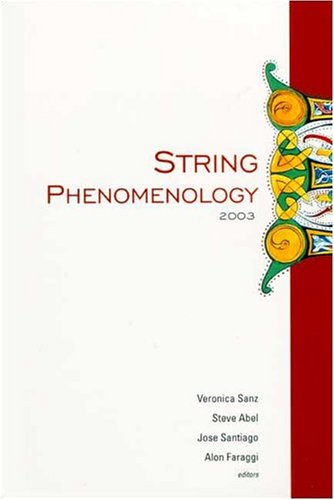 STRING
PHENOMENOLOGY
2003
Veronica Sanz
Steve Abel
Jose Santiago
Alon Faraggi
editors